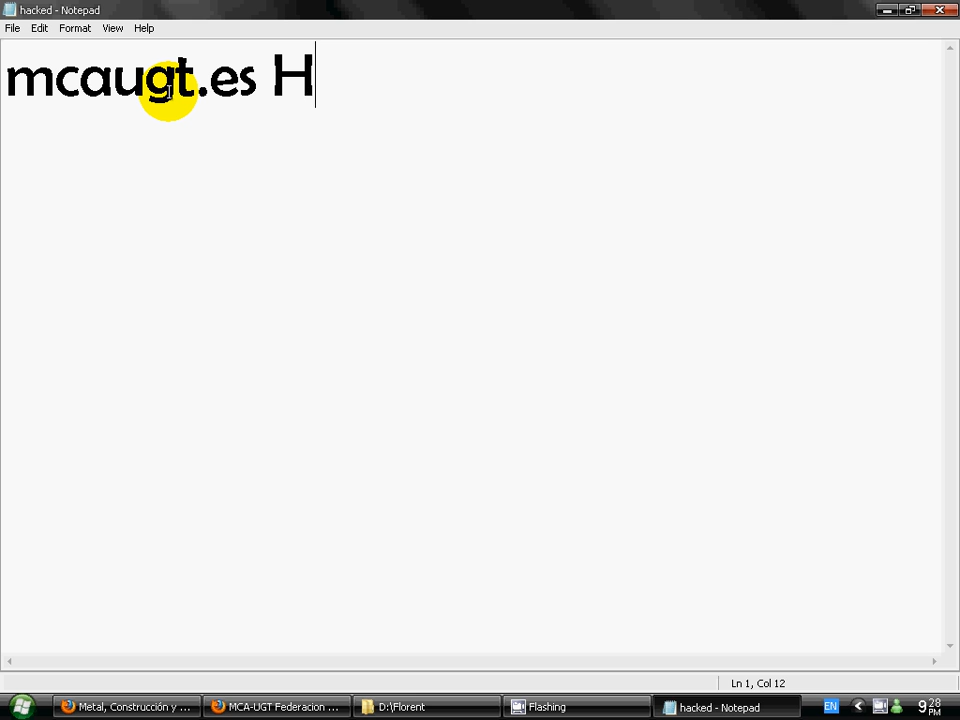 hacked - Notepad
File Edit Format View Help
mcaugt.es H
Ln 1, Col 12
Metal, Construcción y ... MCA-UGT Federacion ... D:\Florent Flashing hacked - Notepad EN 9 28 PM